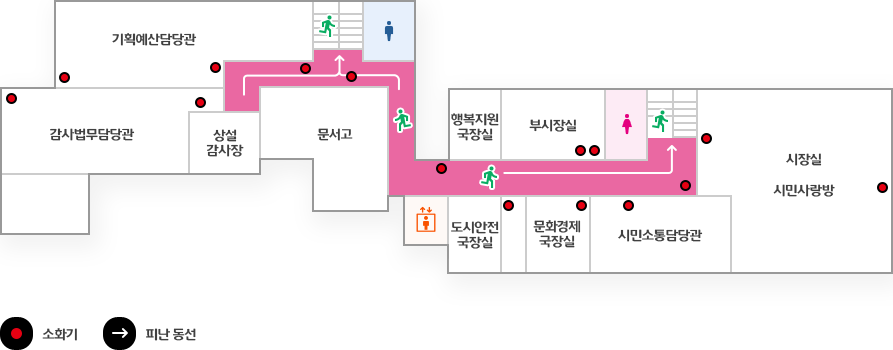 기획예산담당관
감사법무담당관
상설
감사장
문서고
행복지원
국장실
부시장실
시장실
시민사랑방
도시안전
국장실
문화경제
국장실
시민소통담당관
소화기
피난 동선